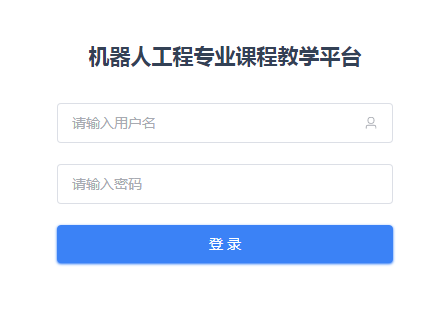 机器人工程专业课程教学平台
请输入用户名
请输入密码
登 录